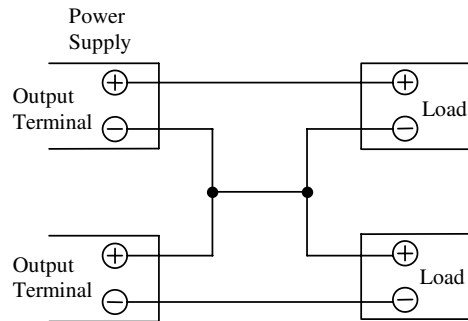 Power
Supply
+
+
Output
Terminal
Load
−
−
+
+
Output
Terminal
Load
−
−